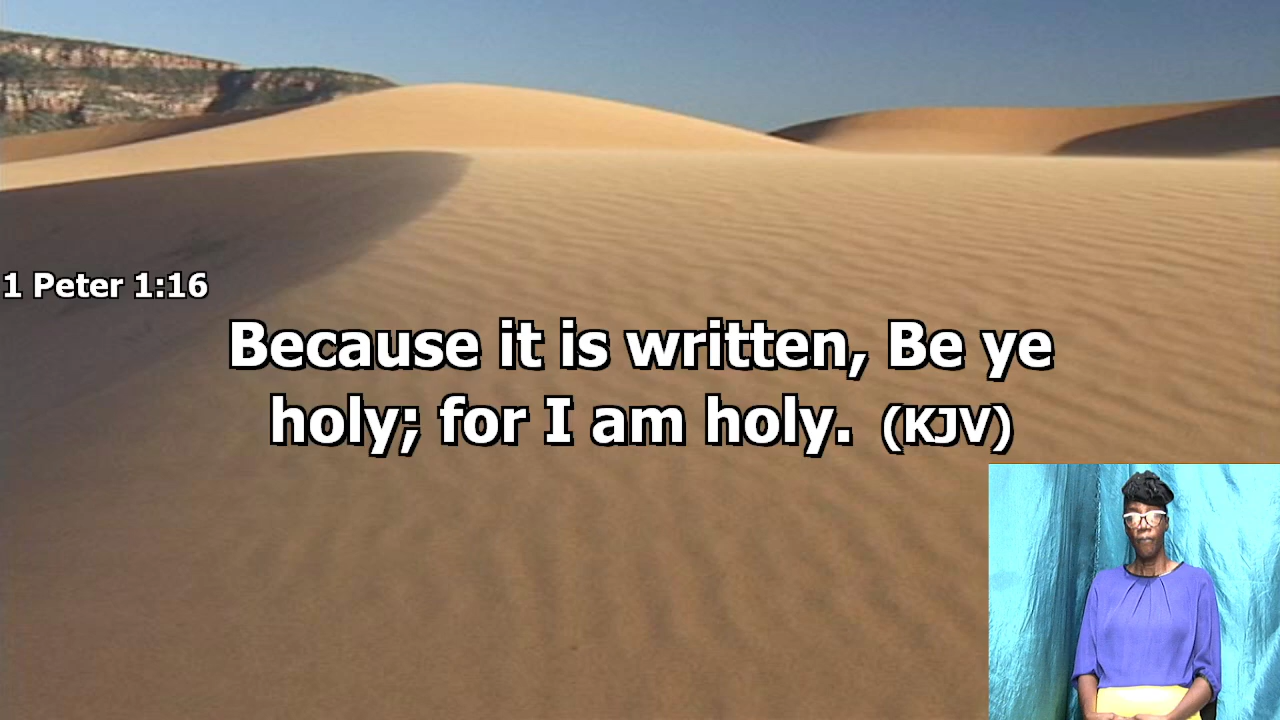 1 Peter 1:16
Because it is written, Be ye
holy; for I am holy. (KJV)